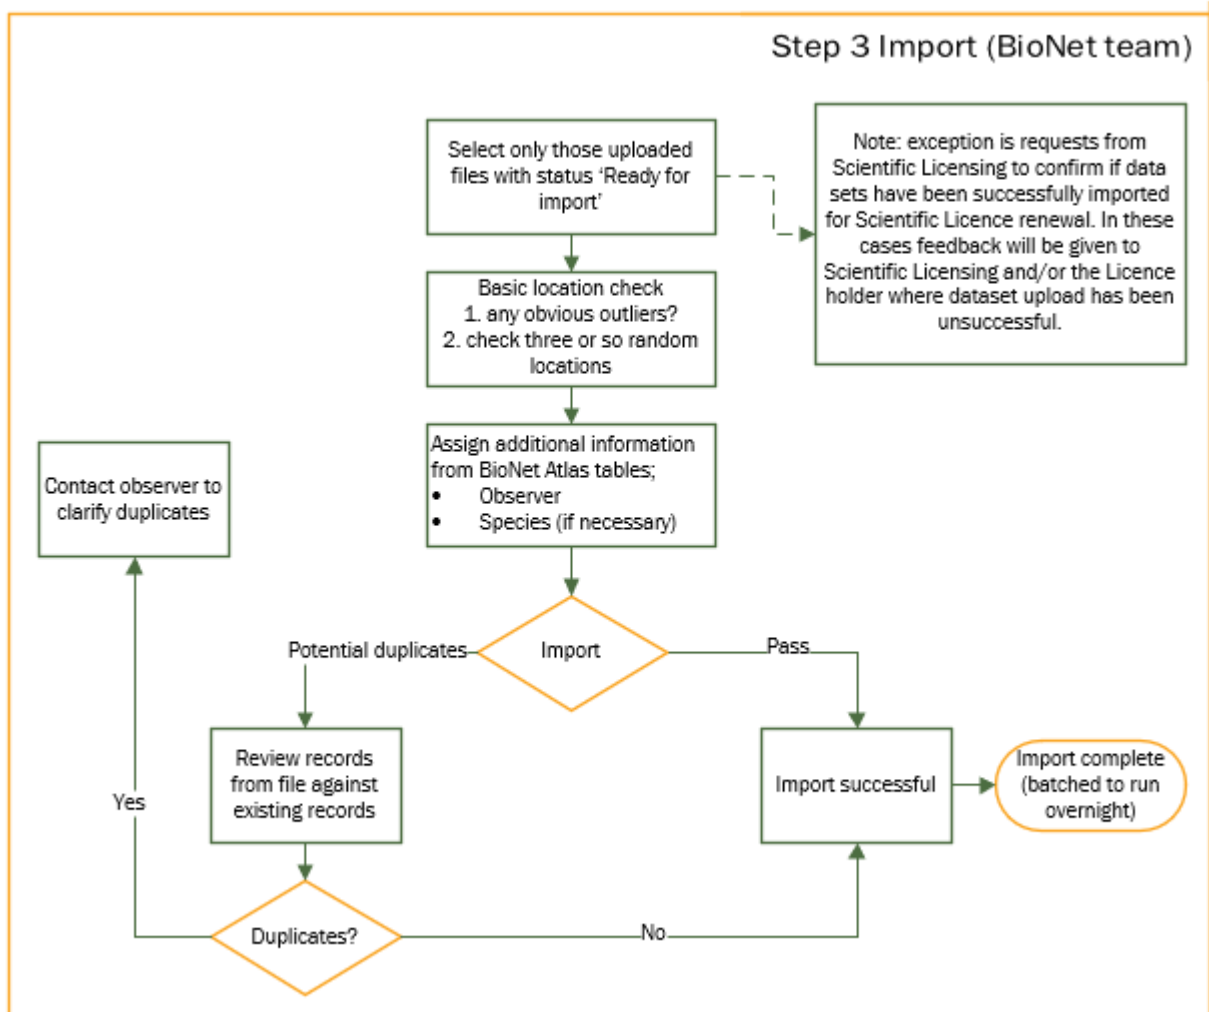 Step 3 Import (BioNet team)
Select only those uploaded
files with status ‘Ready for
import’
Note: exception is requests from
Scientific Licensing to confirm if data
sets have been successfully imported
for Scientific Licence renewal. In these
cases feedback will be given to
Scientific Licensing and/or the Licence
holder where dataset upload has been
unsuccessful.
Basic location check
1. any obvious outliers?
2. check three or so random
locations
Assign additional information
from BioNet Atlas tables;
• Observer
• Species (if necessary)
Contact observer to
clarify duplicates
Potential duplicates
Import
Pass
Review records
from file against
existing records
Import successful
Import complete
(batched to run
overnight)
Yes
Duplicates?
No